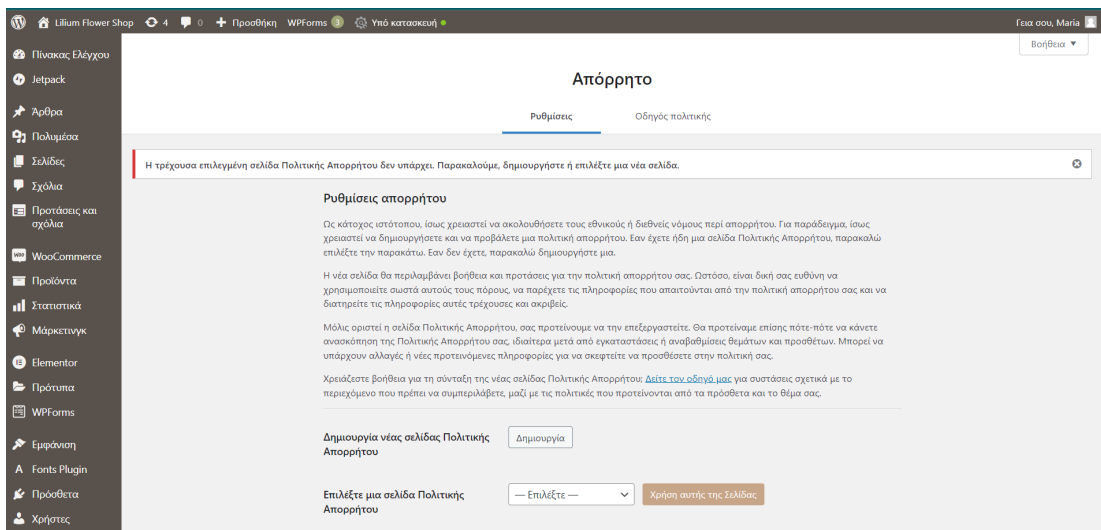 Lilium Flower Shop 4 0 Προσθήκη WPForms 3 Υπό κατασκευή Γεια σου, Maria
Βοήθεια ▼
Πίνακας Ελέγχου
Jetpack
Άρθρα
Πολυμέσα
Σελίδες
Σχόλια
Προτάσεις και
σχόλια
WooCommerce
Προϊόντα
Στατιστικά
Μάρκετινγκ
Elementor
Πρότυπα
WPForms
Εμφάνιση
Fonts Plugin
Πρόσθετα
Χρήστες
Απόρρητο
Ρυθμίσεις Οδηγός πολιτικής
Η τρέχουσα επιλεγμένη σελίδα Πολιτικής Απορρήτου δεν υπάρχει. Παρακαλούμε, δημιουργήστε ή επιλέξτε μια νέα σελίδα.
Ρυθμίσεις απορρήτου
Ως κάτοχος ιστότοπου, ίσως χρειαστεί να ακολουθήσετε τους εθνικούς ή διεθνείς νόμους περί απορρήτου. Για παράδειγμα, ίσως
χρειαστεί να δημιουργήσετε και να προβάλετε μια πολιτική απορρήτου. Εαν έχετε ήδη μια σελίδα Πολιτικής Απορρήτου, παρακαλώ
επιλέξτε την παρακάτω. Εαν δεν έχετε, παρακαλώ δημιουργήστε μια.
Η νέα σελίδα θα περιλαμβάνει βοήθεια και προτάσεις για την πολιτική απορρήτου σας. Ωστόσο, είναι δική σας ευθύνη να
χρησιμοποιείτε σωστά αυτούς τους πόρους, να παρέχετε τις πληροφορίες που απαιτούνται από την πολιτική απορρήτου σας και να
διατηρείτε τις πληροφορίες αυτές τρέχουσες και ακριβείς.
Μόλις οριστεί η σελίδα Πολιτικής Απορρήτου, σας προτείνουμε να την επεξεργαστείτε. Θα προτείναμε επίσης πότε-πότε να κάνετε
ανασκόπηση της Πολιτικής Απορρήτου σας, ιδιαίτερα μετά από εγκαταστάσεις ή αναβαθμίσεις θεμάτων και προσθέτων. Μπορεί να
υπάρχουν αλλαγές ή νέες προτεινόμενες πληροφορίες για να σκεφτείτε να προσθέσετε στην πολιτική σας.
Χρειάζεστε βοήθεια για τη σύνταξη της νέας σελίδας Πολιτικής Απορρήτου; Δείτε τον οδηγό μας για συστάσεις σχετικά με το
περιεχόμενο που πρέπει να συμπεριλάβετε, μαζί με τις πολιτικές που προτείνονται από τα πρόσθετα και το θέμα σας.
Δημιουργία νέας σελίδας Πολιτικής
Απορρήτου
Δημιουργία
Επιλέξτε μια σελίδα Πολιτικής
Απορρήτου
— Επιλέξτε — Χρήση αυτής της Σελίδας